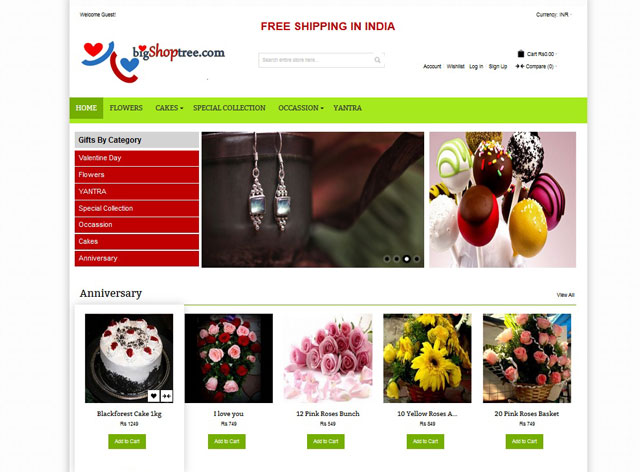 Welcome Guest!
Currency: INR
FREE SHIPPING IN INDIA
bigShoptree.com
Search entire store here...
Cart Rs0.00
Account Wishlist Log In Sign Up Compare (0)
HOME FLOWERS CAKES SPECIAL COLLECTION OCCASSION YANTRA
Gifts By Category
Valentine Day
Flowers
YANTRA
Special Collection
Occassion
Cakes
Anniversary
Anniversary
View All
Blackforest Cake 1kg
I love you
12 Pink Roses Bunch
10 Yellow Roses A...
20 Pink Roses Basket
Rs 1249
Rs 749
Rs 549
Rs 849
Rs 749
Add to Cart
Add to Cart
Add to Cart
Add to Cart
Add to Cart